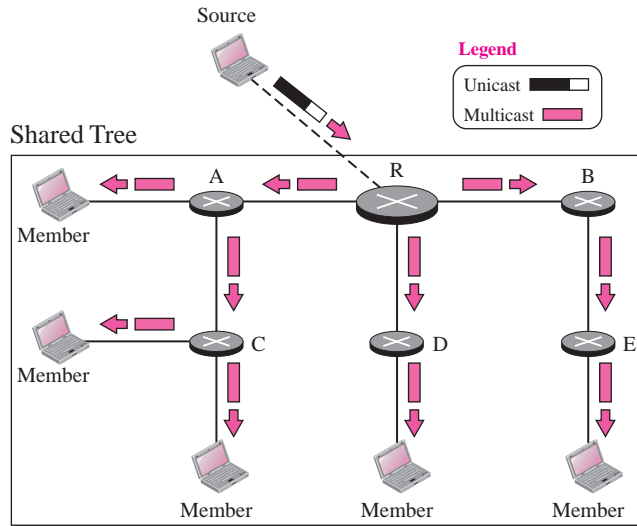 Source
Legend
Unicast
Multicast
Shared Tree
A
R
B
Member
C
D
E
Member
Member
Member
Member